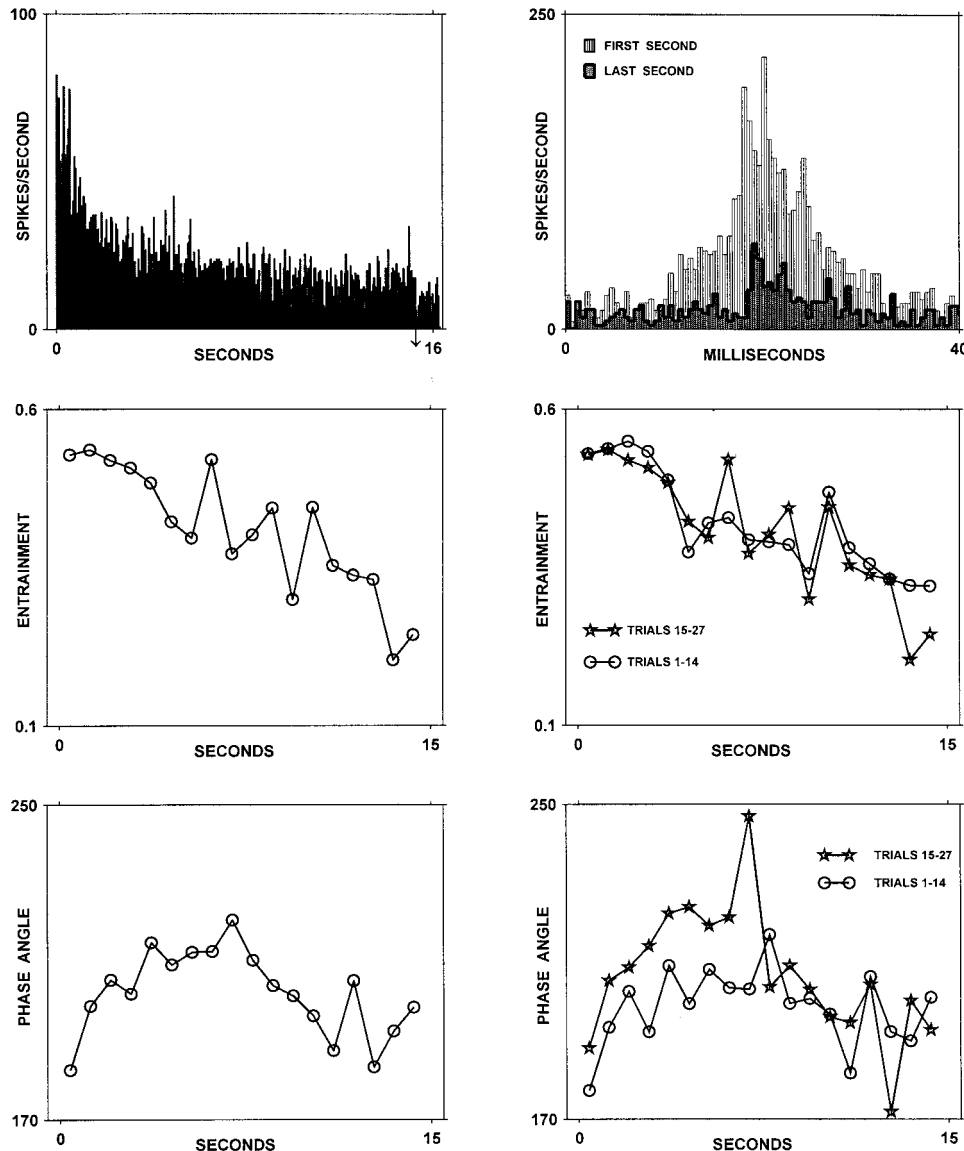 100
SPIKES/SECOND
0
0
16
SECONDS
250
FIRST SECOND
LAST SECOND
SPIKES/SECOND
0
0
40
MILLISECONDS
0.6
ENTRAINMENT
0.1
0
15
SECONDS
0.6
ENTRAINMENT
TRIALS 15-27
TRIALS 1-14
0.1
0
15
SECONDS
250
PHASE ANGLE
170
0
15
SECONDS
250
TRIALS 15-27
TRIALS 1-14
PHASE ANGLE
170
0
15
SECONDS